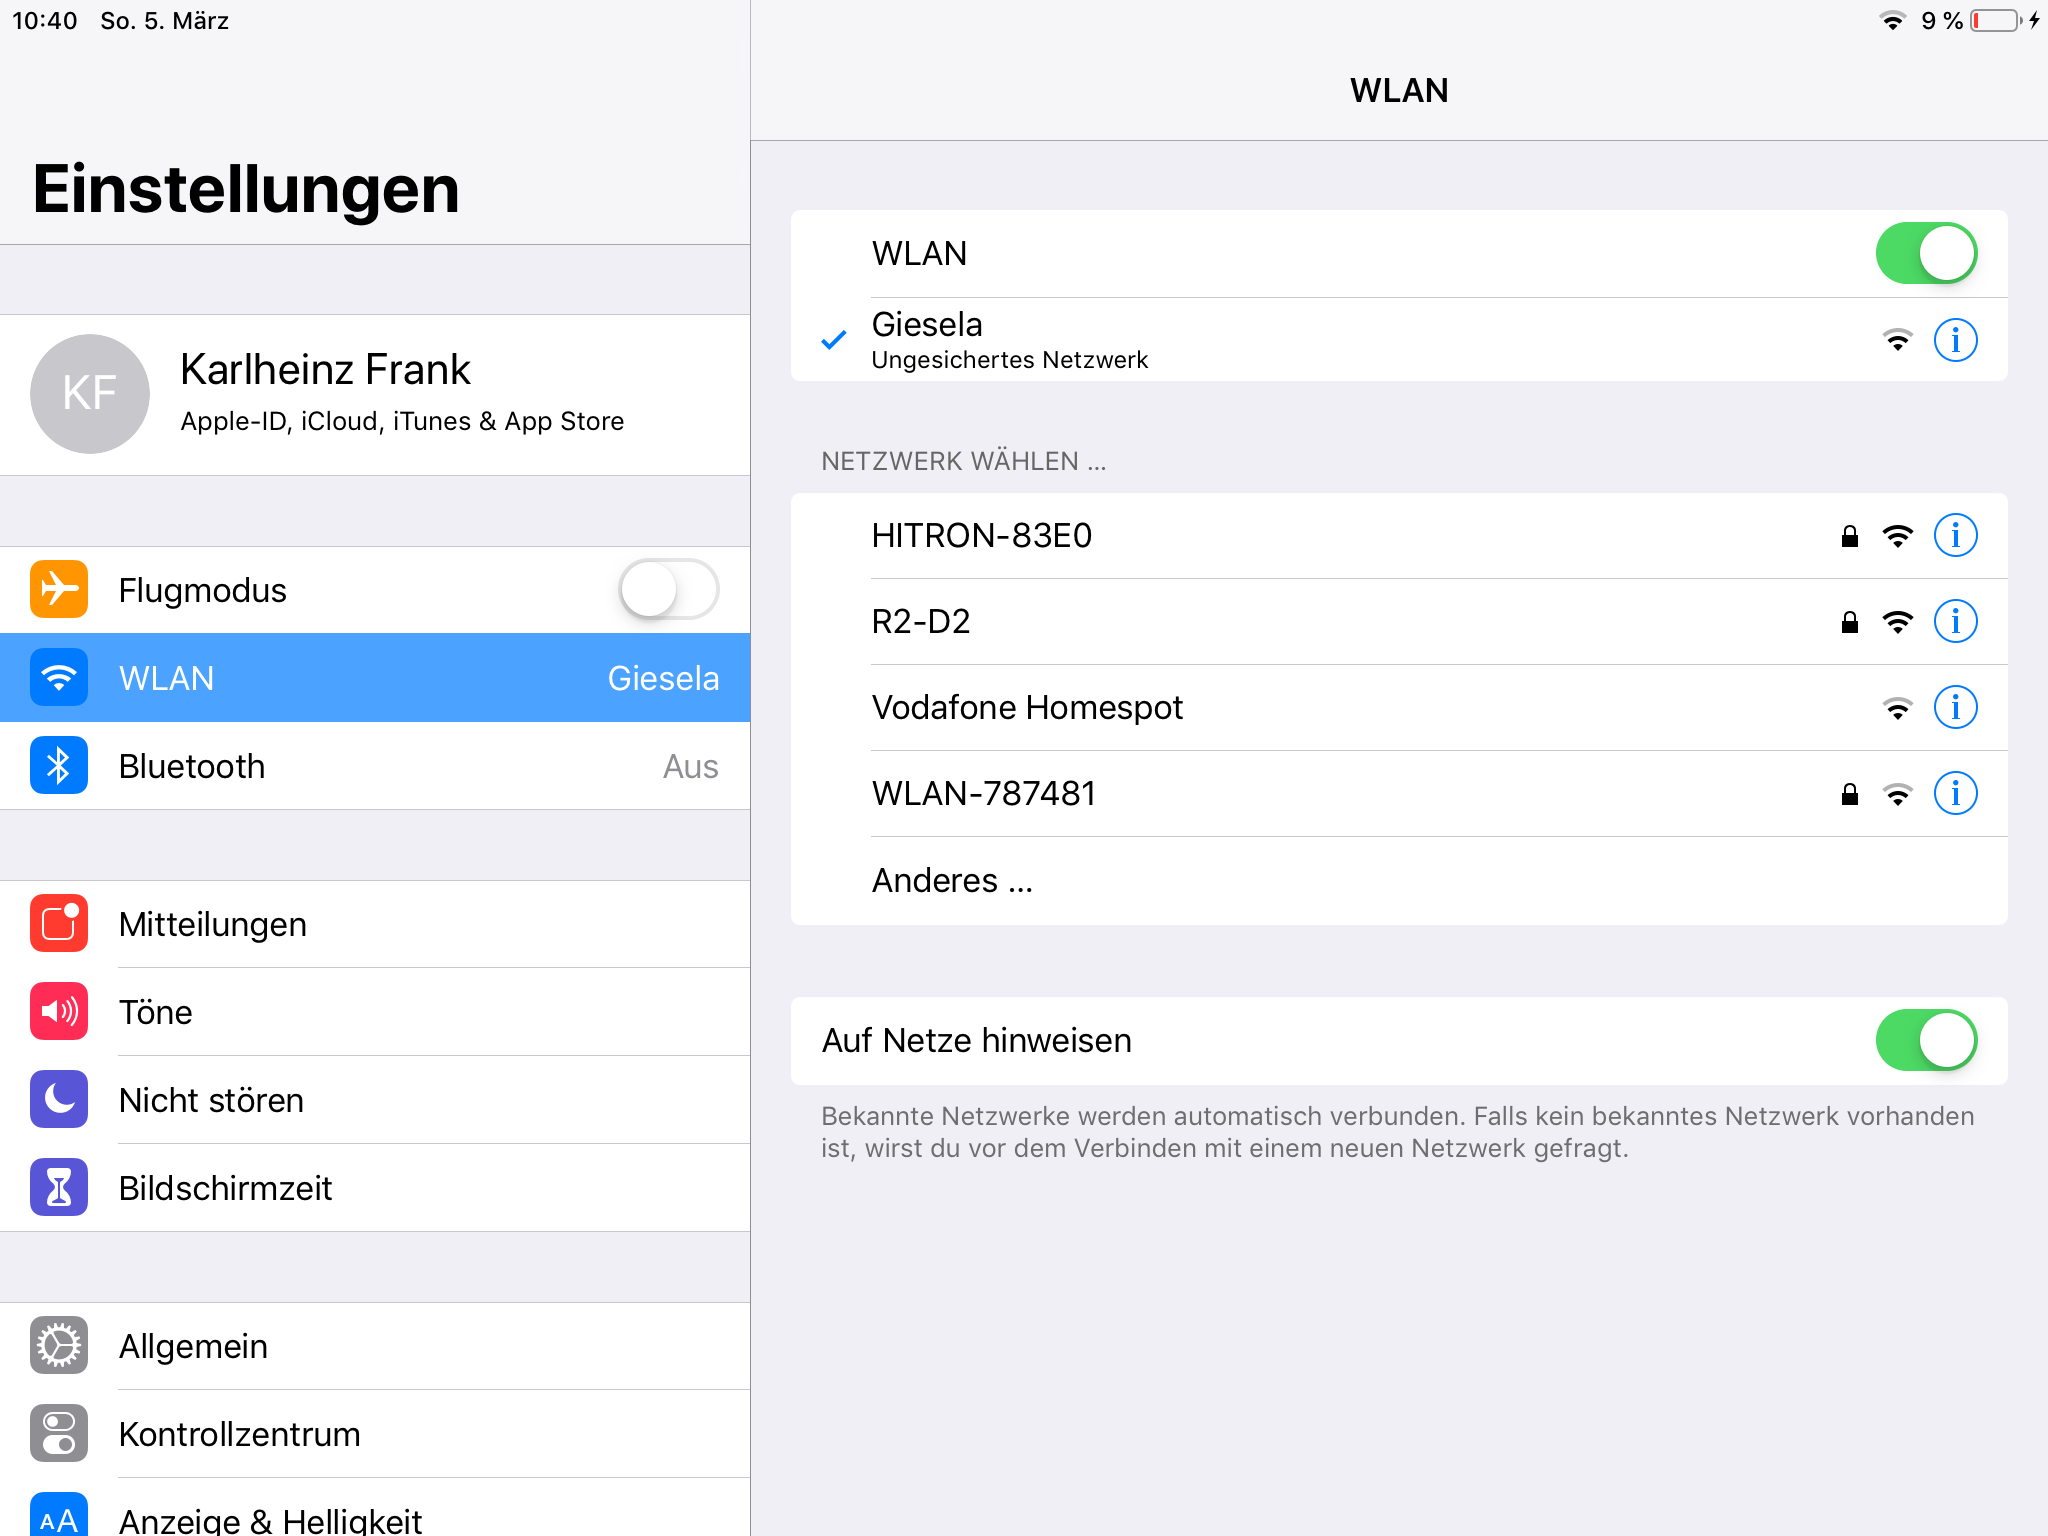 10:40 So. 5. März
9 %
Einstellungen
KF
Karlheinz Frank
Apple-ID, iCloud, iTunes & App Store
Flugmodus
WLAN Giesela
Bluetooth Aus
Mitteilungen
Töne
Nicht stören
Bildschirmzeit
Allgemein
Kontrollzentrum
AA Anzeige & Helligkeit
WLAN
WLAN
Giesela
Ungesichertes Netzwerk
NETZWERK WÄHLEN ...
HITRON-83E0
R2-D2
Vodafone Homespot
WLAN-787481
Anderes ...
Auf Netze hinweisen
Bekannte Netzwerke werden automatisch verbunden. Falls kein bekanntes Netzwerk vorhanden
ist, wirst du vor dem Verbinden mit einem neuen Netzwerk gefragt.